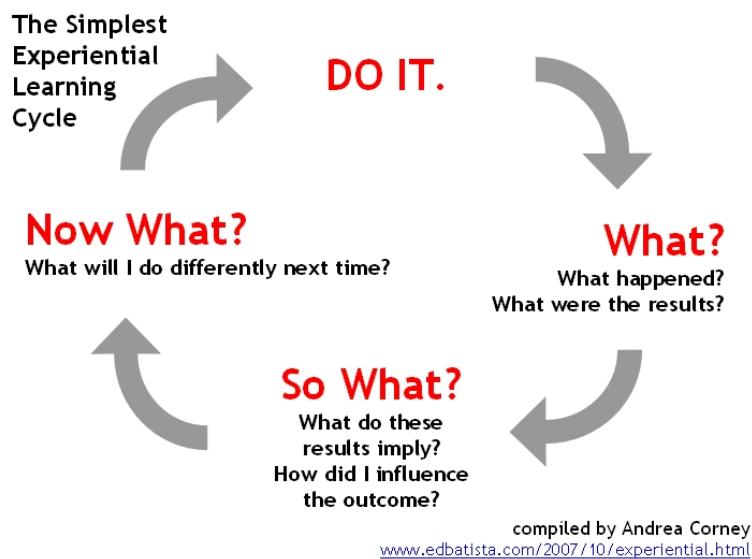 The Simplest
Experiential
Learning
Cycle
DO IT.
What?
What happened?
What were the results?
So What?
What do these
results imply?
How did I influence
the outcome?
Now What?
What will I do differently next time?
compiled by Andrea Corney
www.edbatista.com/2007/10/experiential.html